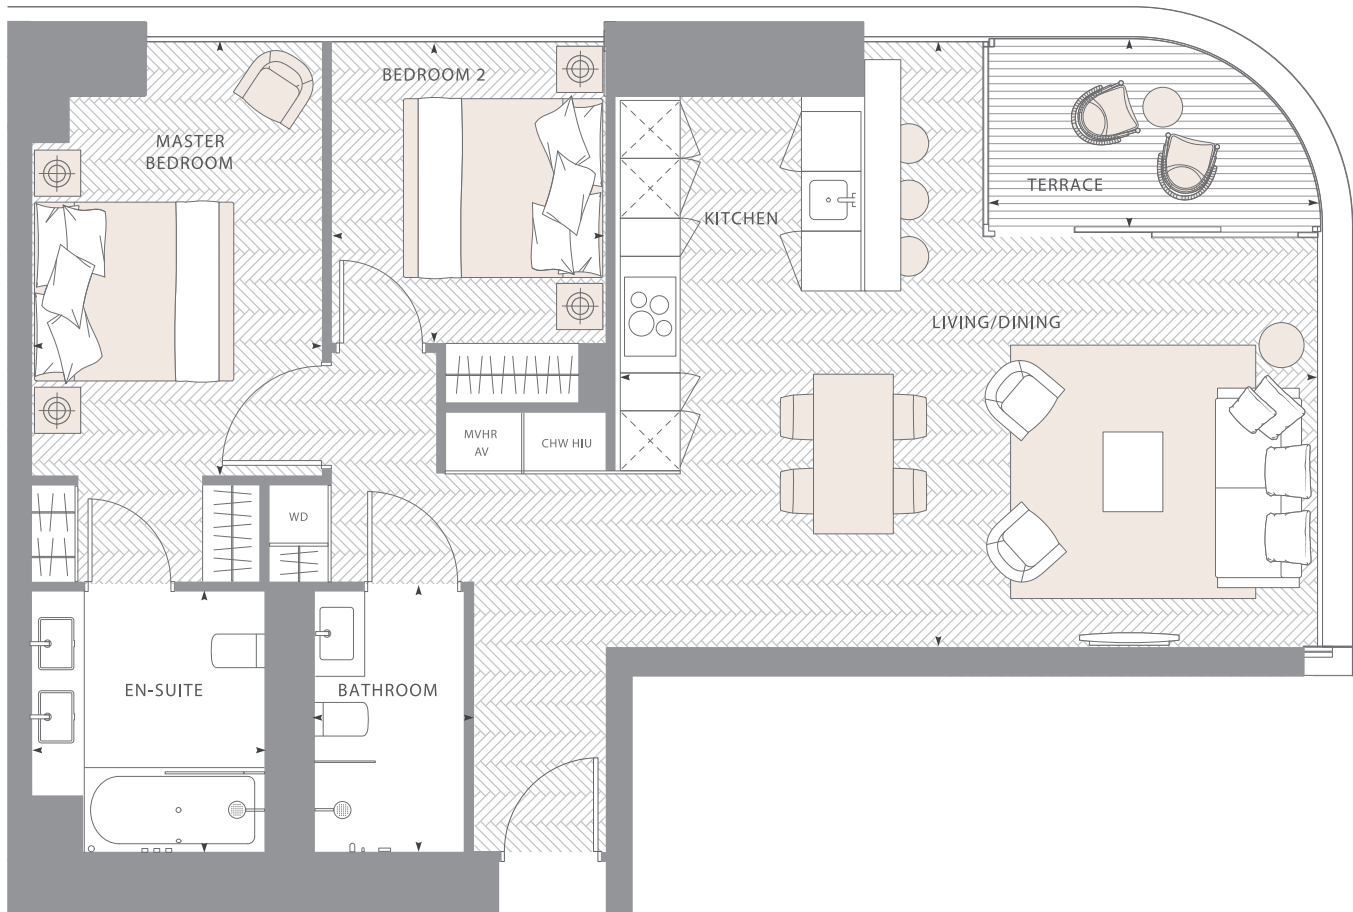 BEDROOM 2
MASTER
BEDROOM
TERRACE
KITCHEN
LIVING/DINING
MVHR
AV
CHW HIU
WD
EN-SUITE
BATHROOM